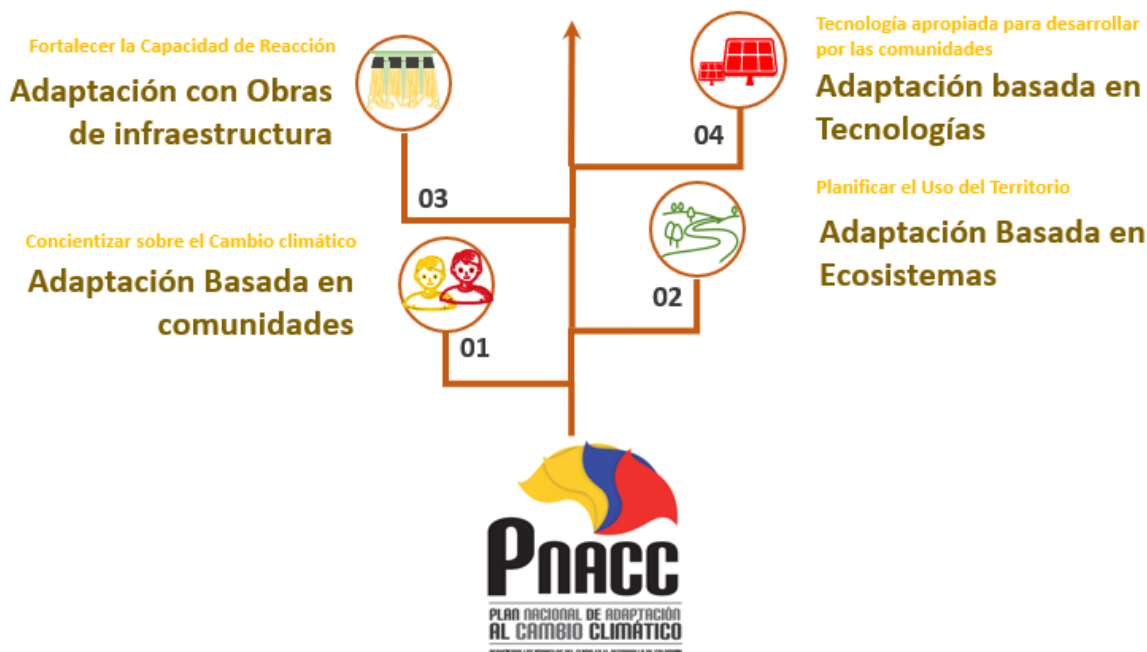 Fortalecer la Capacidad de Reacción
Adaptación con Obras
de infraestructura
03
Tecnología apropiada para desarrollar
por las comunidades
Adaptación basada en
Tecnologías
04
Concientizar sobre el Cambio climático
Adaptación Basada en
comunidades
01
Planificar el Uso del Territorio
Adaptación Basada en
Ecosistemas
02
PNACC
PLAN NACIONAL DE ADAPTACIÓN
AL CAMBIO CLIMÁTICO